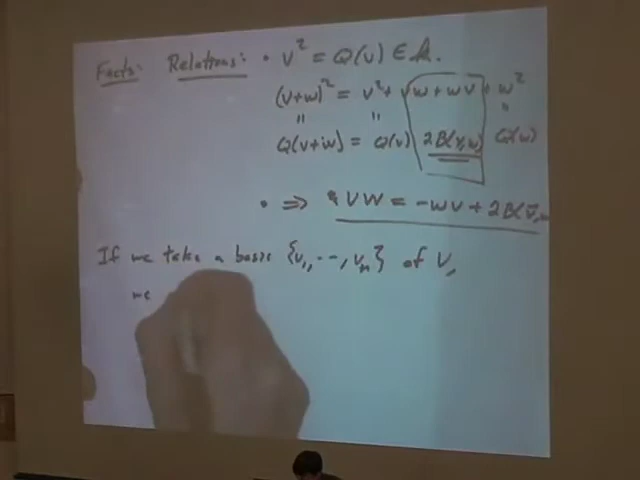 Facts: Relations: • v² = Q(v) ∈ k.
(v+w)² = v² + vw + wv + w²
" " "
Q(v+w) = Q(v) 2B(v,w) Q(w)
• ⇒ vw = -wv + 2B(v,w
If we take a basis {v₁, ..., vₙ} of V,
we